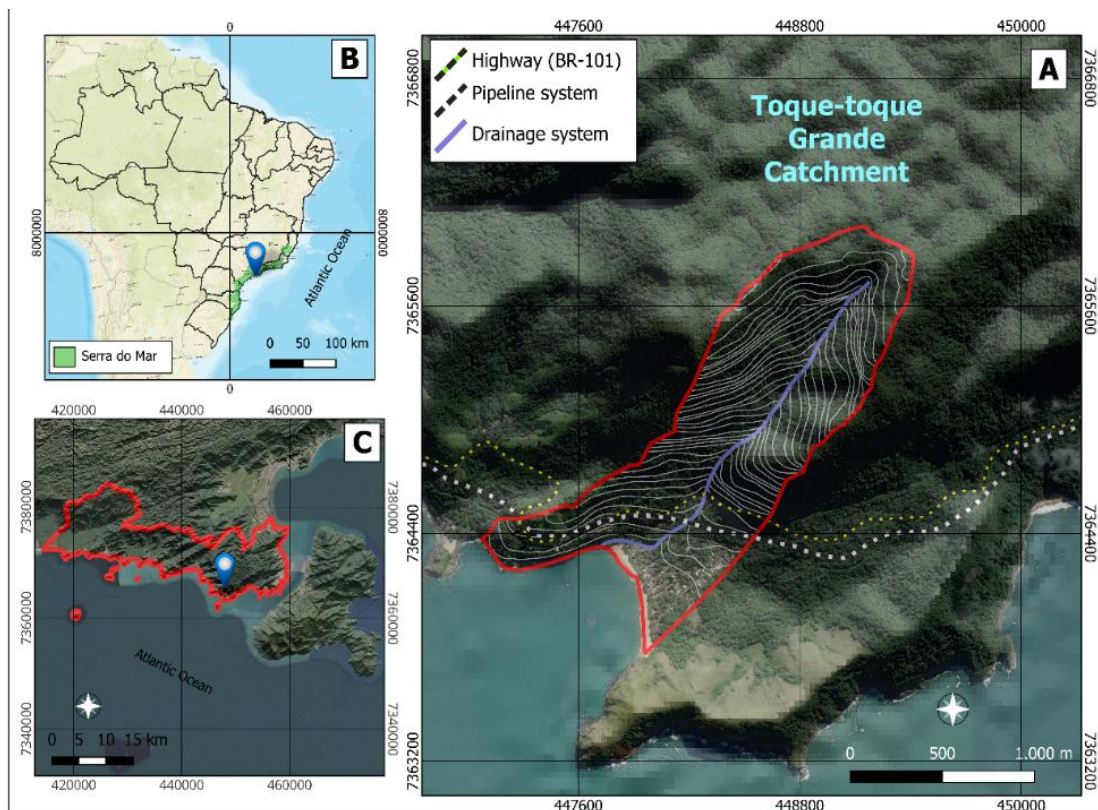 0
B
8000000
8000000
Atlantic Ocean
Serra do Mar
0 50 100 km
0
420000 440000 460000
C
7380000
7380000
7360000
7360000
Atlantic Ocean
7340000
7340000
0 5 10 15 km
420000 440000 460000
447600 448800 450000
A
Highway (BR-101)
Pipeline system
Drainage system
Toque-toque
Grande
Catchment
7366800
7366800
7365600
7365600
7364400
7364400
7363200
7363200
0 500 1.000 m
447600 448800 450000